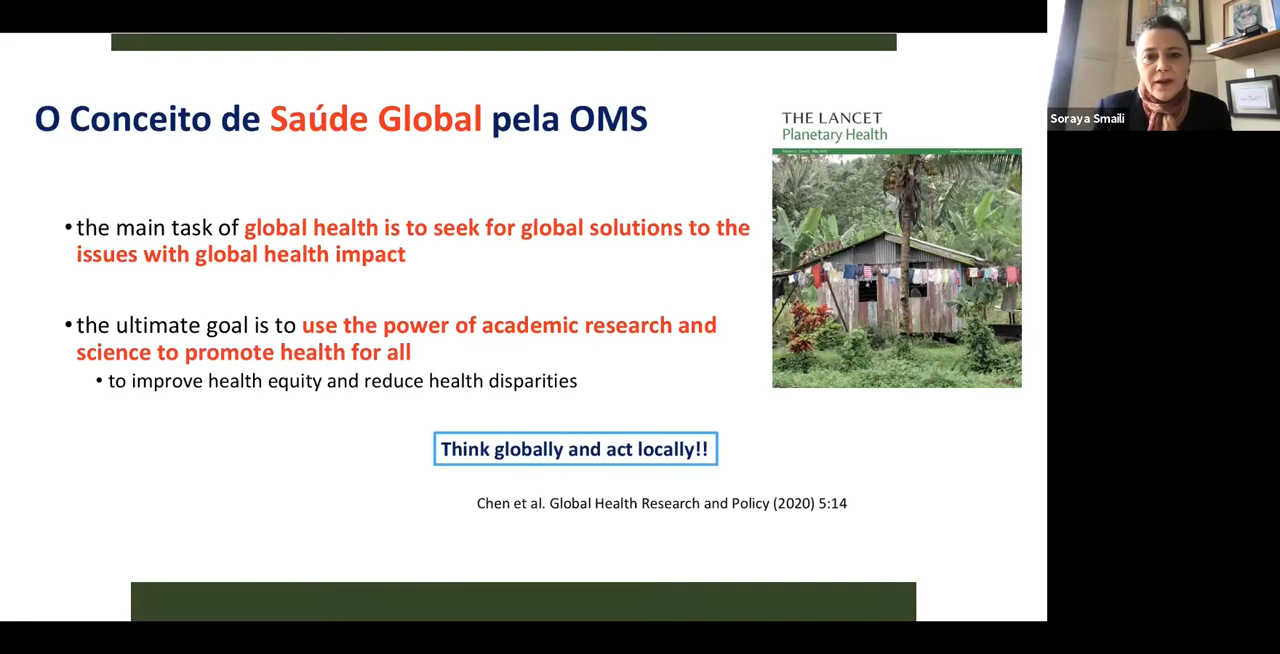 O Conceito de Saúde Global pela OMS
THE LANCET
Planetary Health
• the main task of global health is to seek for global solutions to the
issues with global health impact
• the ultimate goal is to use the power of academic research and
science to promote health for all
• to improve health equity and reduce health disparities
Think globally and act locally!!
Chen et al. Global Health Research and Policy (2020) 5:14
Soraya Smaili